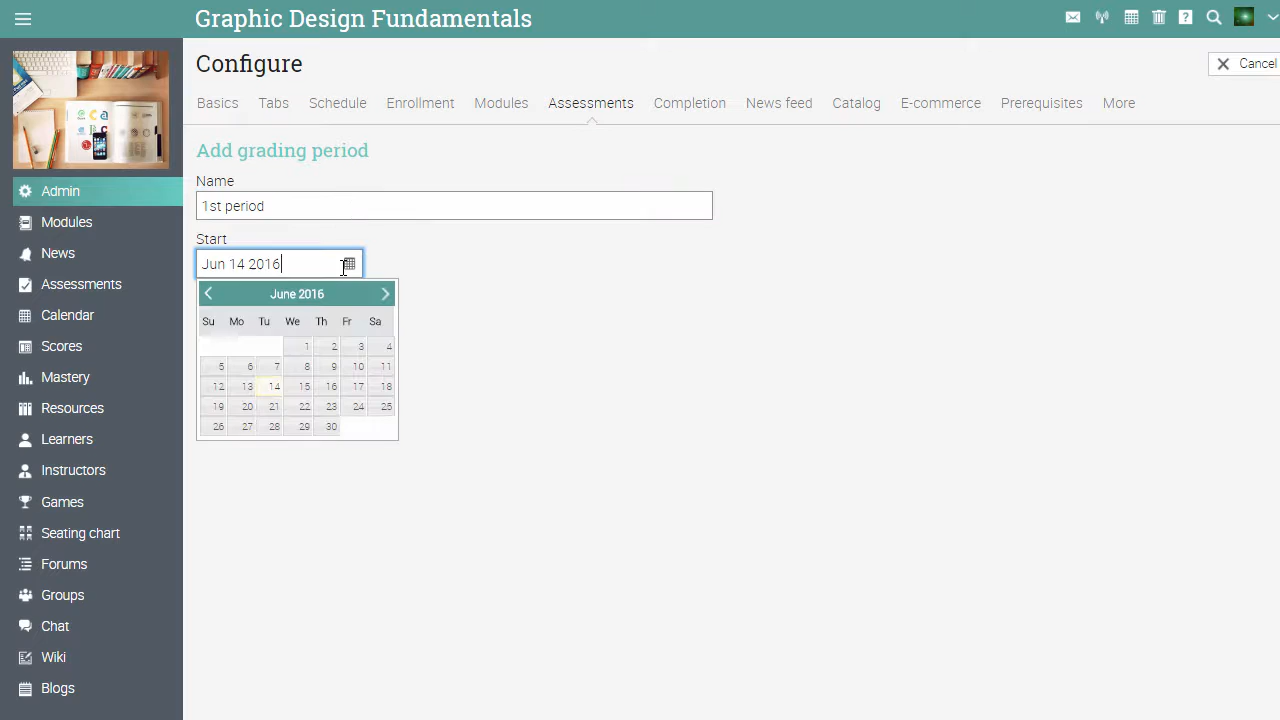 Graphic Design Fundamentals
Configure
Cancel
Basics Tabs Schedule Enrollment Modules Assessments Completion News feed Catalog E-commerce Prerequisites More
Add grading period
Name
1st period
Start
Jun 14 2016
June 2016
Su Mo Tu We Th Fr Sa
1 2 3 4
5 6 7 8 9 10 11
12 13 14 15 16 17 18
19 20 21 22 23 24 25
26 27 28 29 30
Admin
Modules
News
Assessments
Calendar
Scores
Mastery
Resources
Learners
Instructors
Games
Seating chart
Forums
Groups
Chat
Wiki
Blogs